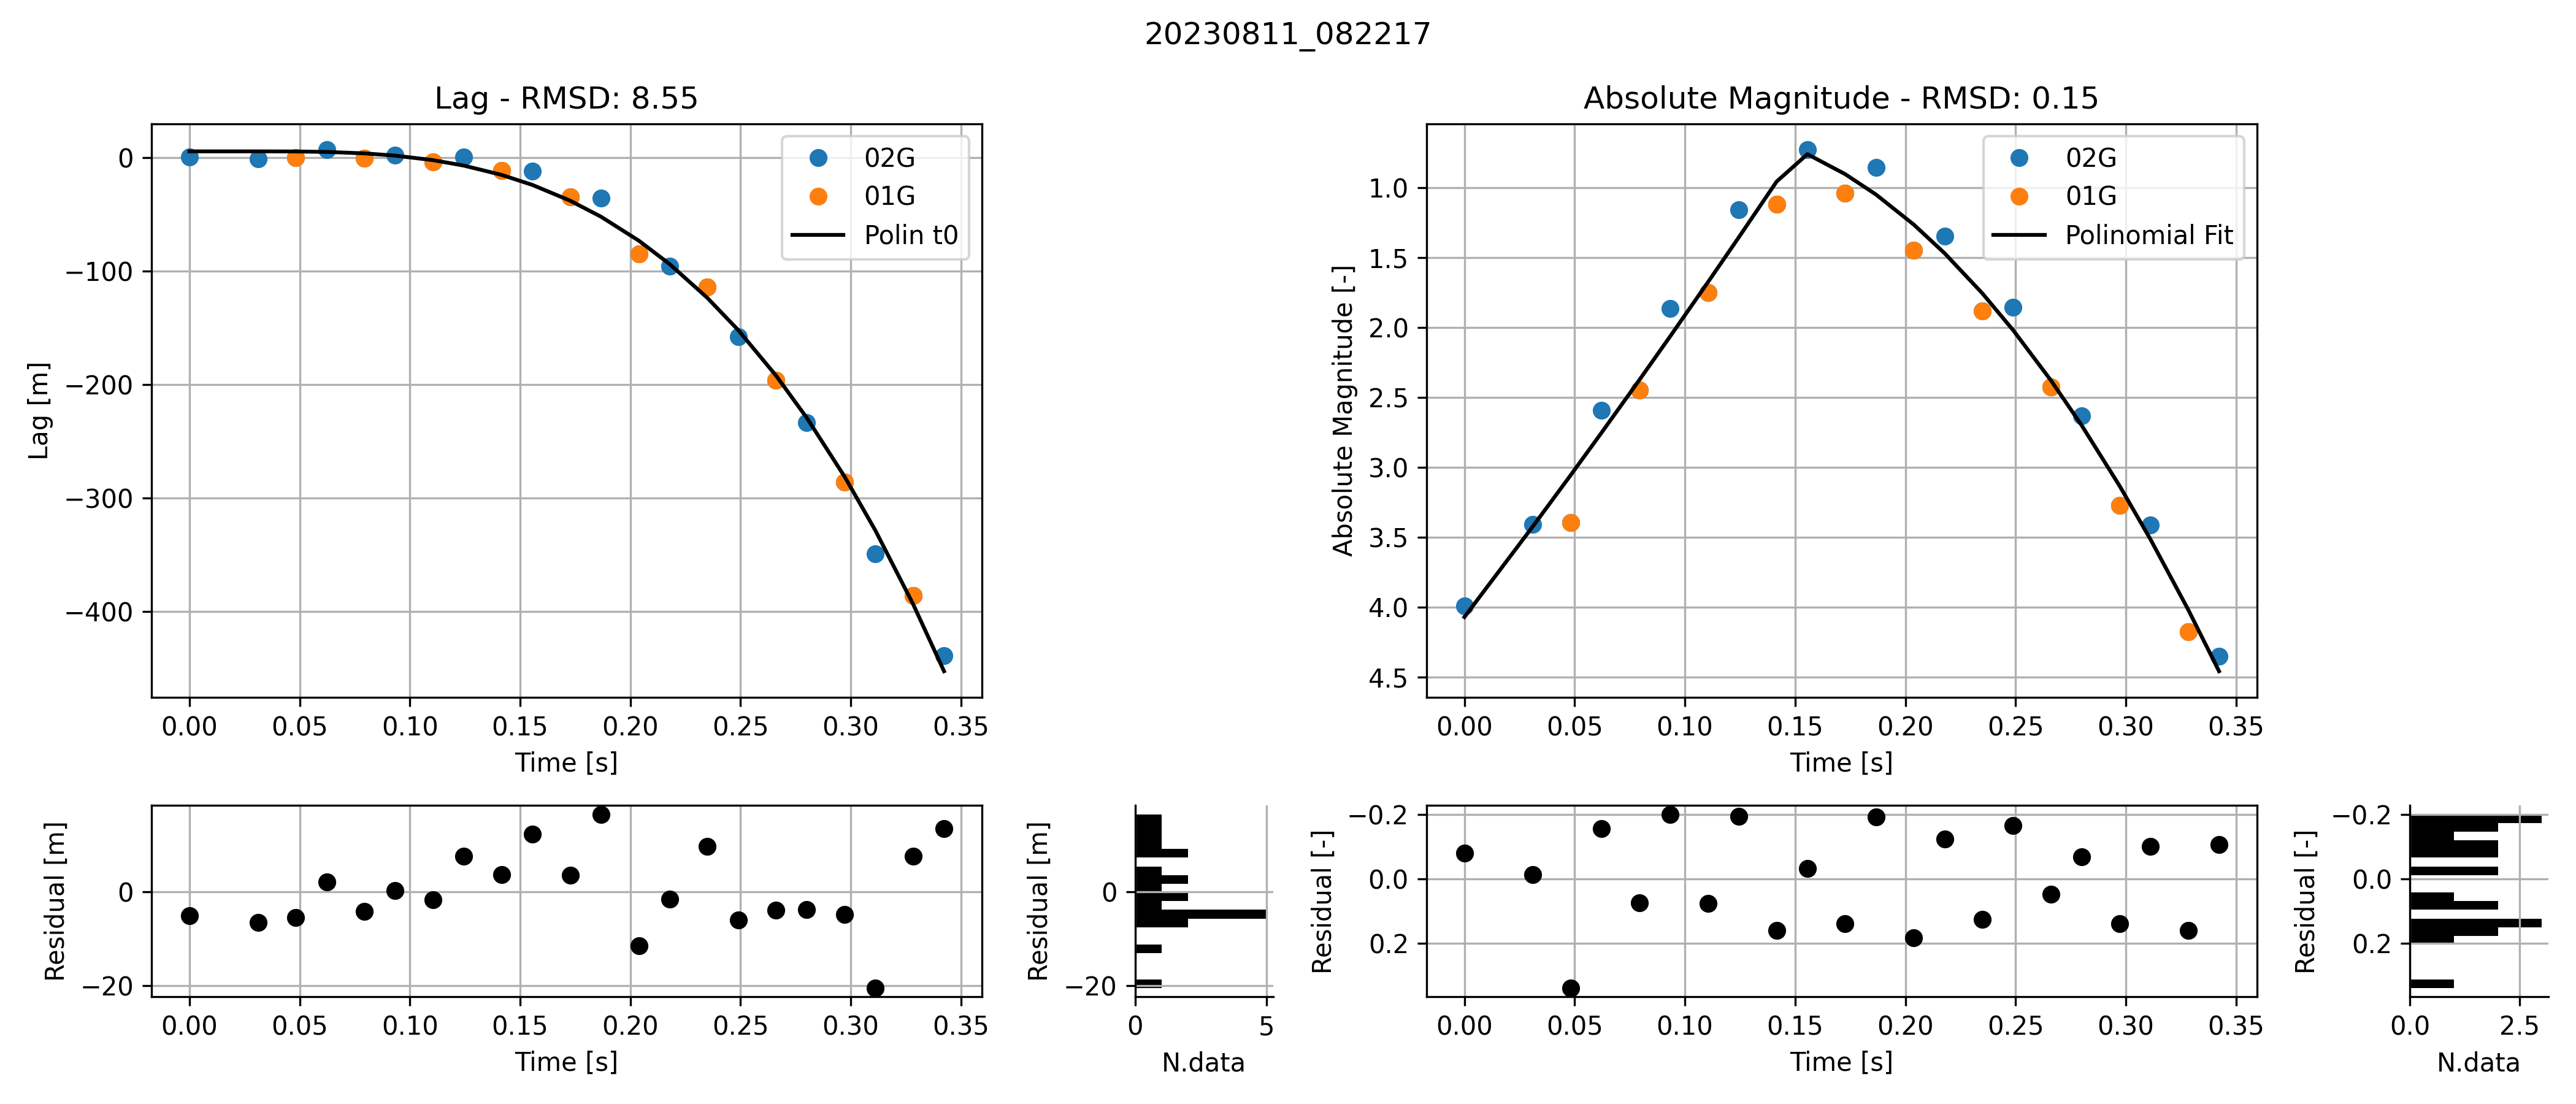 20230811_082217
Lag - RMSD: 8.55
0
−100
−200
−300
−400
Lag [m]
02G
01G
Polin t0
0.00 0.05 0.10 0.15 0.20 0.25 0.30 0.35
Time [s]
Absolute Magnitude - RMSD: 0.15
1.0
1.5
2.0
2.5
3.0
3.5
4.0
4.5
Absolute Magnitude [-]
02G
01G
Polinomial Fit
0.00 0.05 0.10 0.15 0.20 0.25 0.30 0.35
Time [s]
0
−20
Residual [m]
0.00 0.05 0.10 0.15 0.20 0.25 0.30 0.35
Time [s]
0
−20
Residual [m]
0 5
N.data
−0.2
0.0
0.2
Residual [-]
0.00 0.05 0.10 0.15 0.20 0.25 0.30 0.35
Time [s]
−0.2
0.0
0.2
Residual [-]
0.0 2.5
N.data